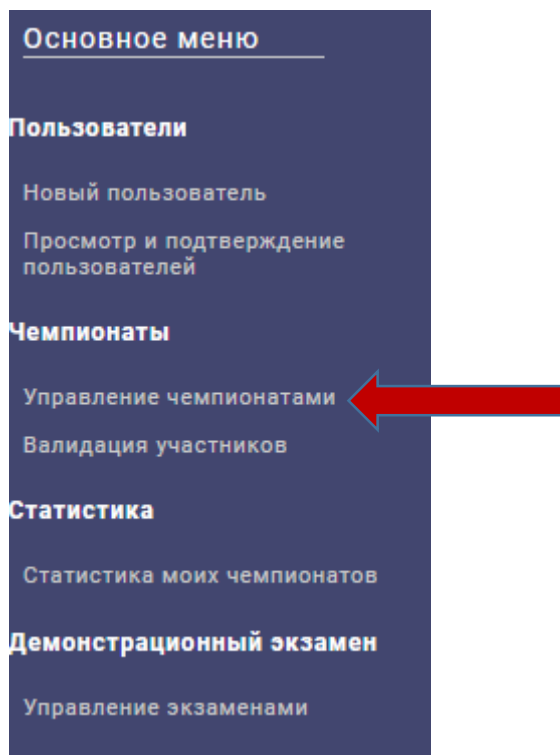 Основное меню
Пользователи
Новый пользователь
Просмотр и подтверждение
пользователей
Чемпионаты
Управление чемпионатами
Валидация участников
Статистика
Статистика моих чемпионатов
Демонстрационный экзамен
Управление экзаменами